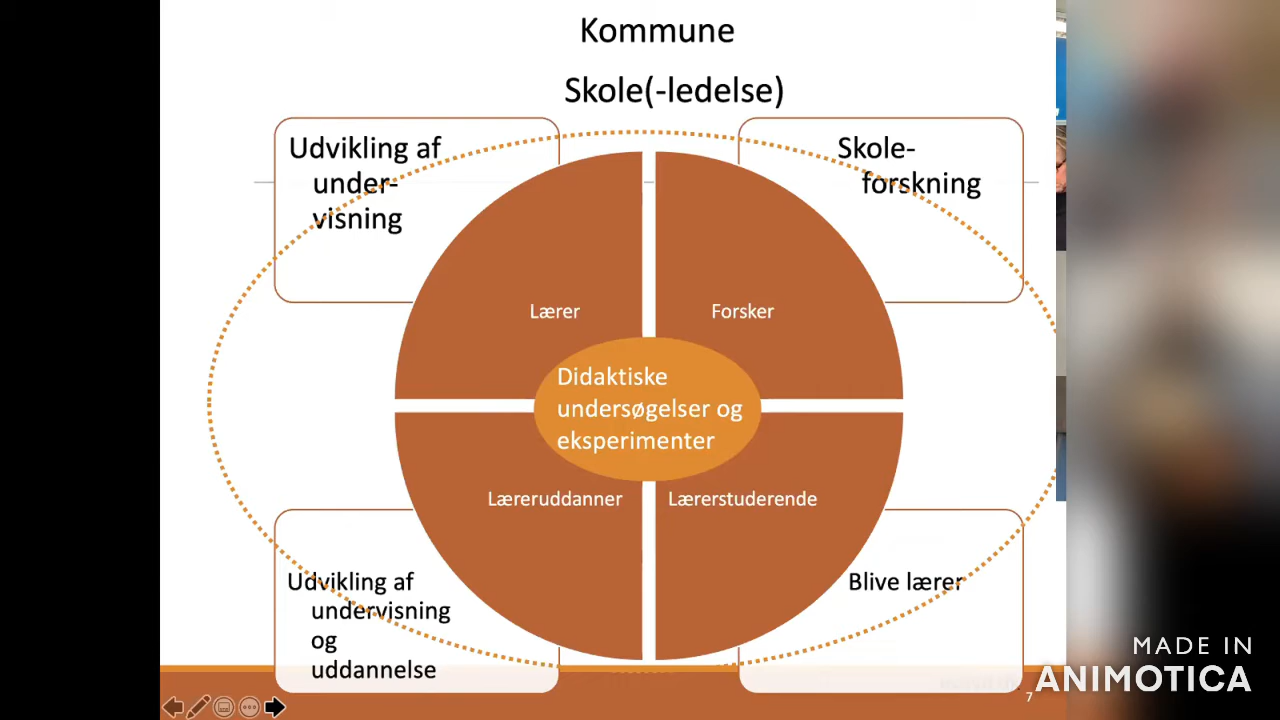 Kommune
Skole(-ledelse)
Udvikling af
under-
visning
Skole-
forskning
Lærer
Forsker
Didaktiske
undersøgelser og
eksperimenter
Læreruddanner
Lærerstuderende
Udvikling af
undervisning
og
uddannelse
Blive lærer
7
MADE IN
ANIMOTICA